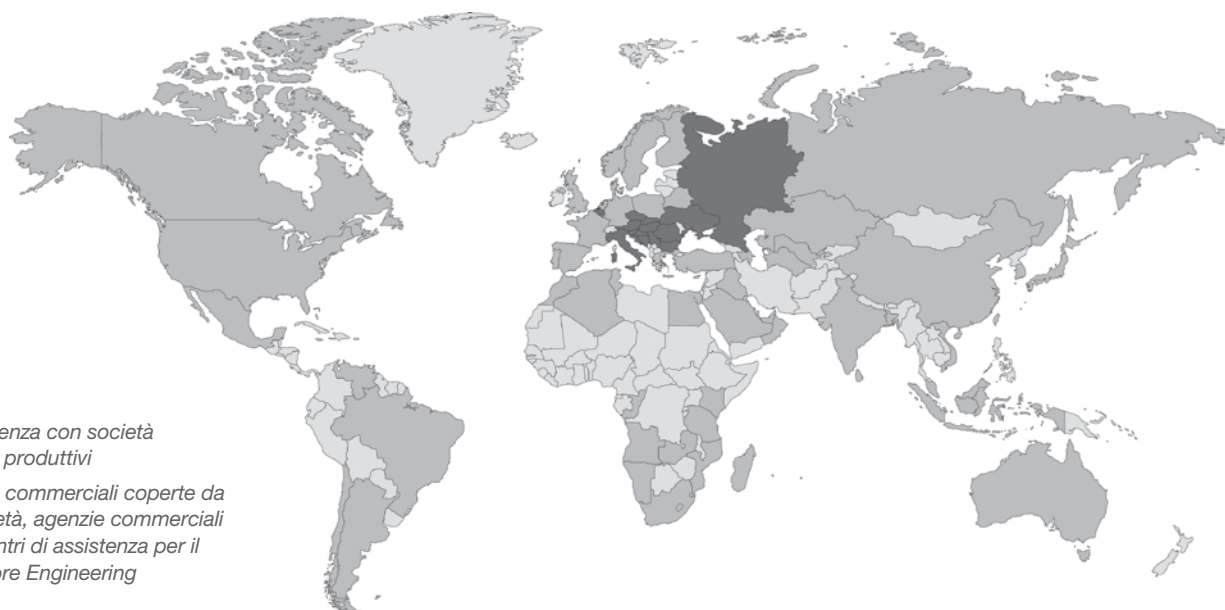 enza con società
produttivi
commerciali coperte da
età, agenzie commerciali
ntri di assistenza per il
ore Engineering